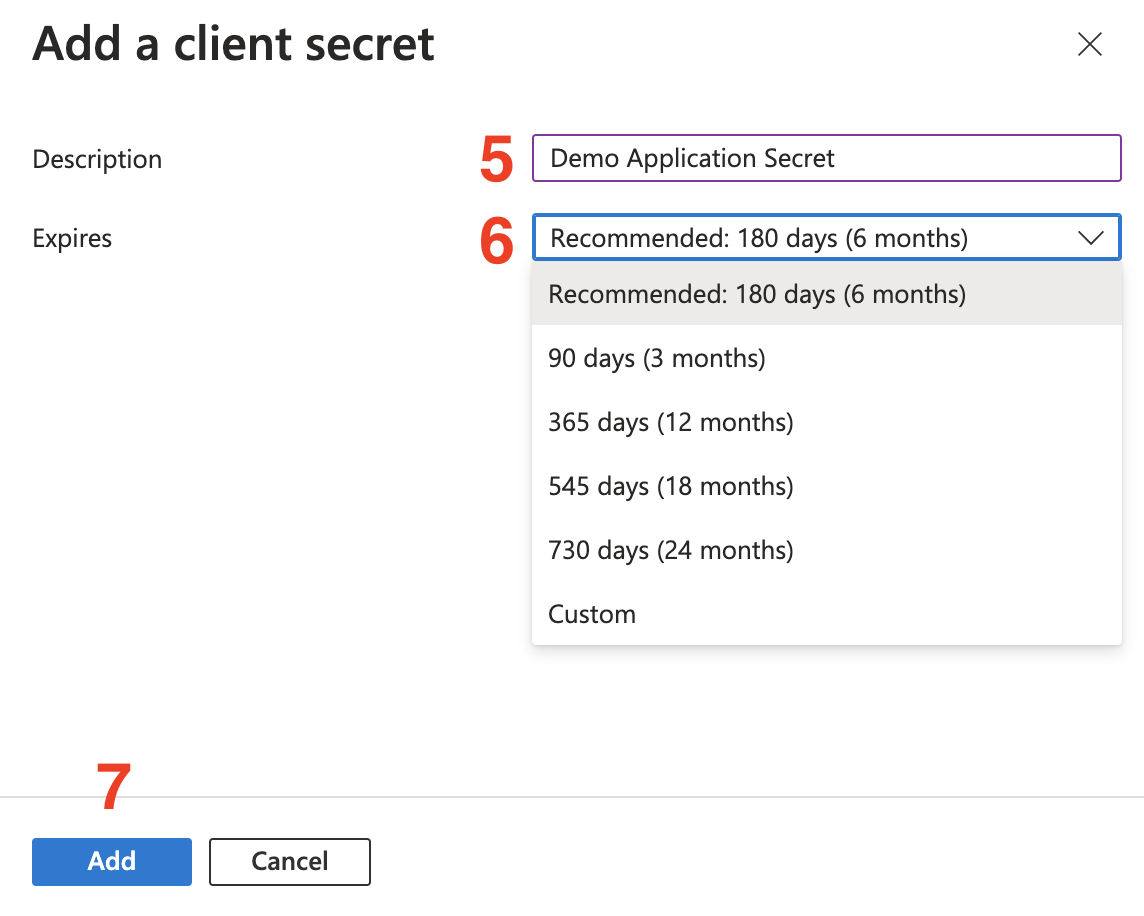 Add a client secret
Description
5
Demo Application Secret
Expires
6
Recommended: 180 days (6 months)
Recommended: 180 days (6 months)
90 days (3 months)
365 days (12 months)
545 days (18 months)
730 days (24 months)
Custom
7
Add
Cancel